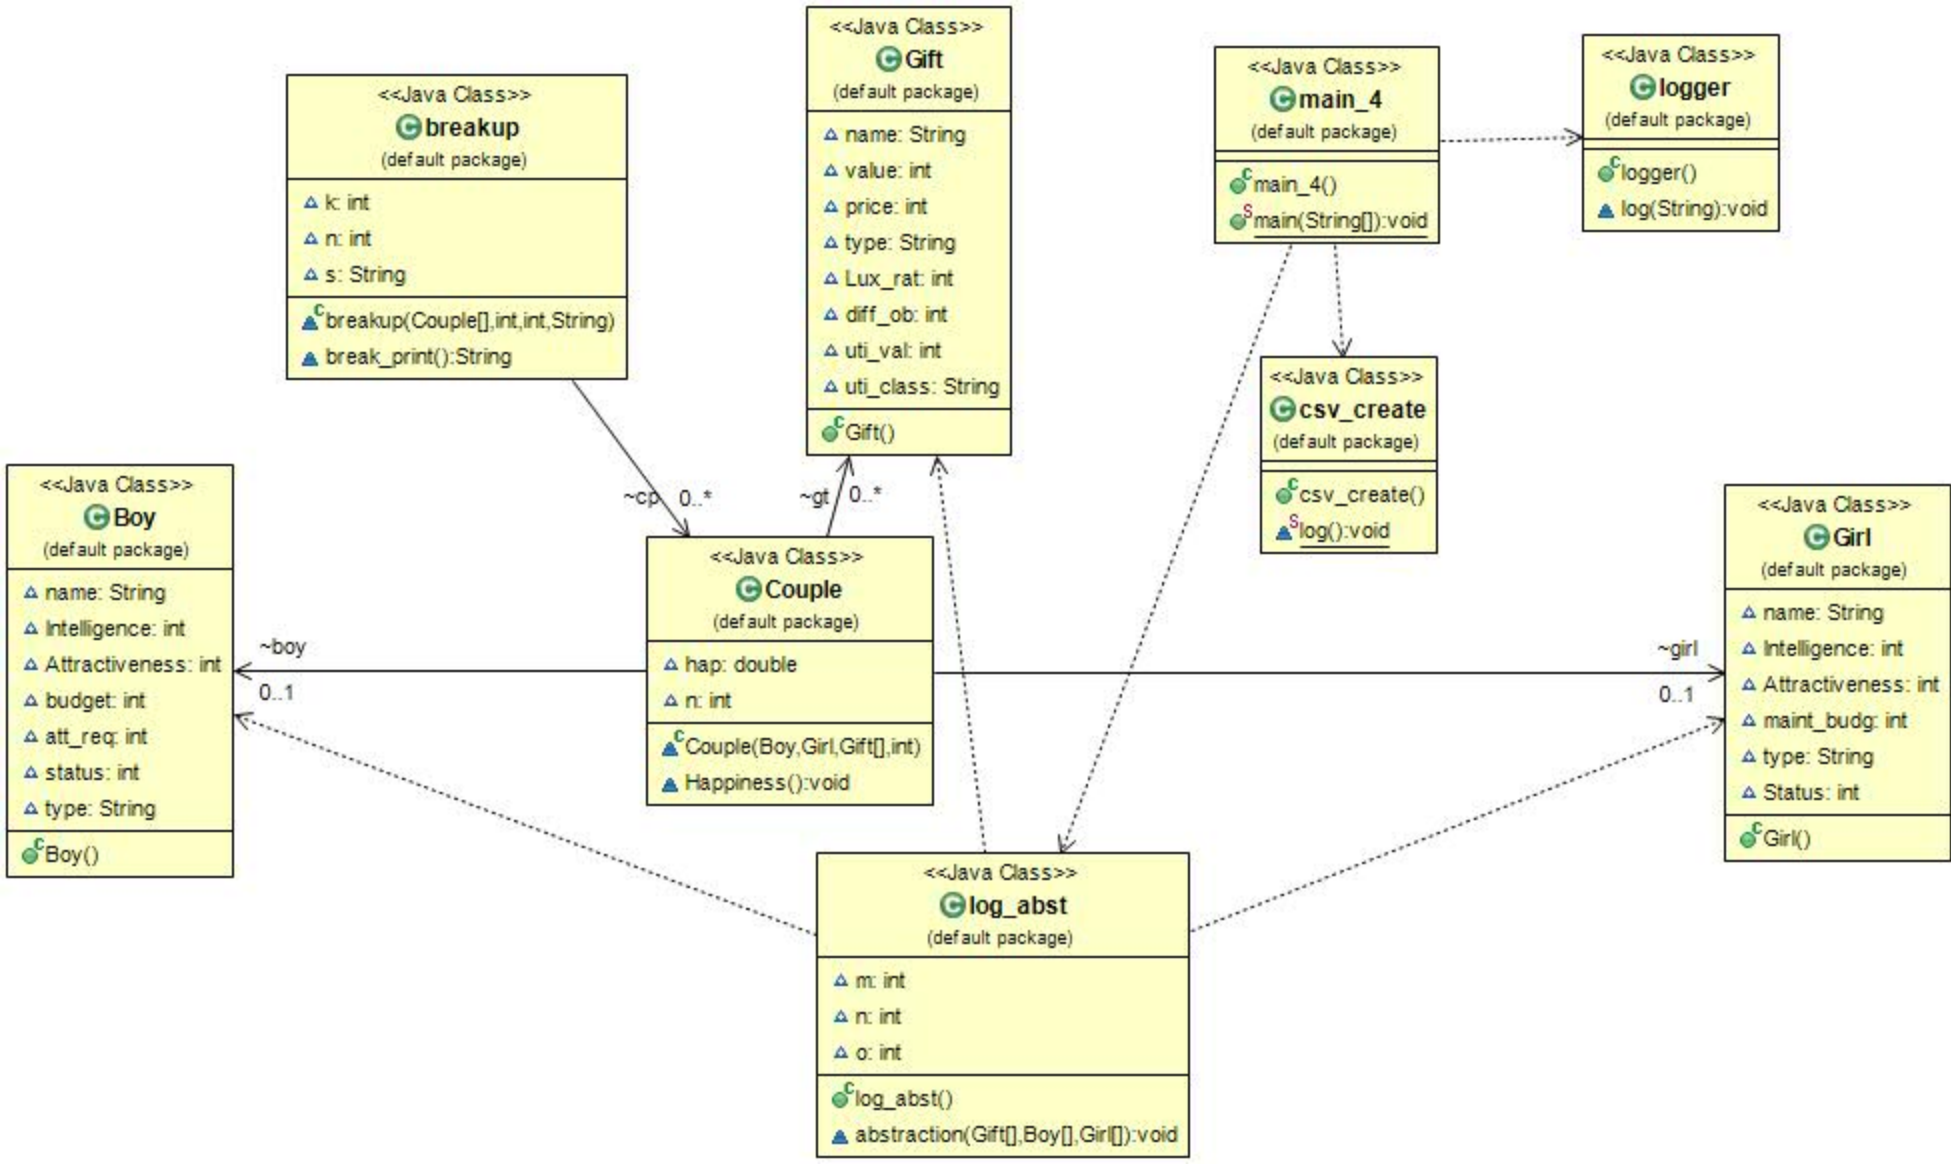 <<Java Class>>
breakup
(default package)
k: int
n: int
s: String
breakup(Couple[],int,int,String)
break_print():String
<<Java Class>>
Gift
(default package)
name: String
value: int
price: int
type: String
Lux_rat: int
diff_ob: int
uti_val: int
uti_class: String
Gift()
<<Java Class>>
main_4
(default package)
main_4()
main(String[]):void
<<Java Class>>
logger
(default package)
logger()
log(String):void
<<Java Class>>
csv_create
(default package)
csv_create()
log():void
~cp 0..*
~gt 0..*
<<Java Class>>
Boy
(default package)
name: String
Intelligence: int
Attractiveness: int
budget: int
att_req: int
status: int
type: String
Boy()
~boy
0..1
<<Java Class>>
Couple
(default package)
hap: double
n: int
Couple(Boy,Girl,Gift[],int)
Happiness():void
~girl
0..1
<<Java Class>>
Girl
(default package)
name: String
Intelligence: int
Attractiveness: int
maint_budg: int
type: String
Status: int
Girl()
<<Java Class>>
log_abst
(default package)
m: int
n: int
o: int
log_abst()
abstraction(Gift[],Boy[],Girl[]):void